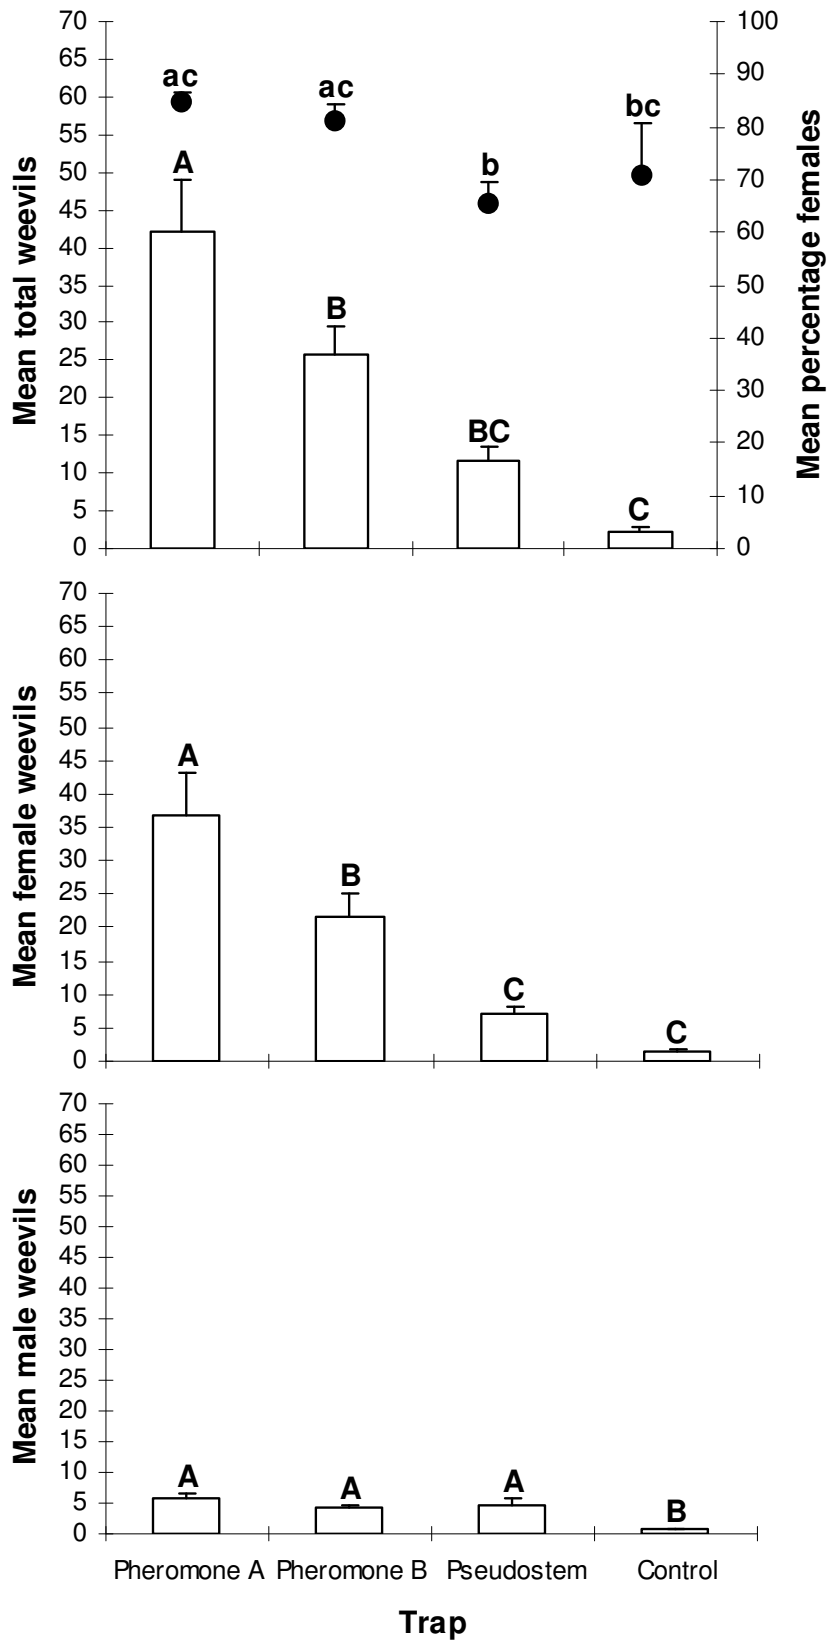 Mean total weevils
70
65
60
55
50
45
40
35
30
25
20
15
10
5
0
ac
ac
b
bc
A
B
BC
C
100
90
80
70
60
50
40
30
20
10
0
Mean percentage females
Mean female weevils
70
65
60
55
50
45
40
35
30
25
20
15
10
5
0
A
B
C
C
Mean male weevils
70
65
60
55
50
45
40
35
30
25
20
15
10
5
0
A
A
A
B
Pheromone A Pheromone B Pseudostem Control
Trap